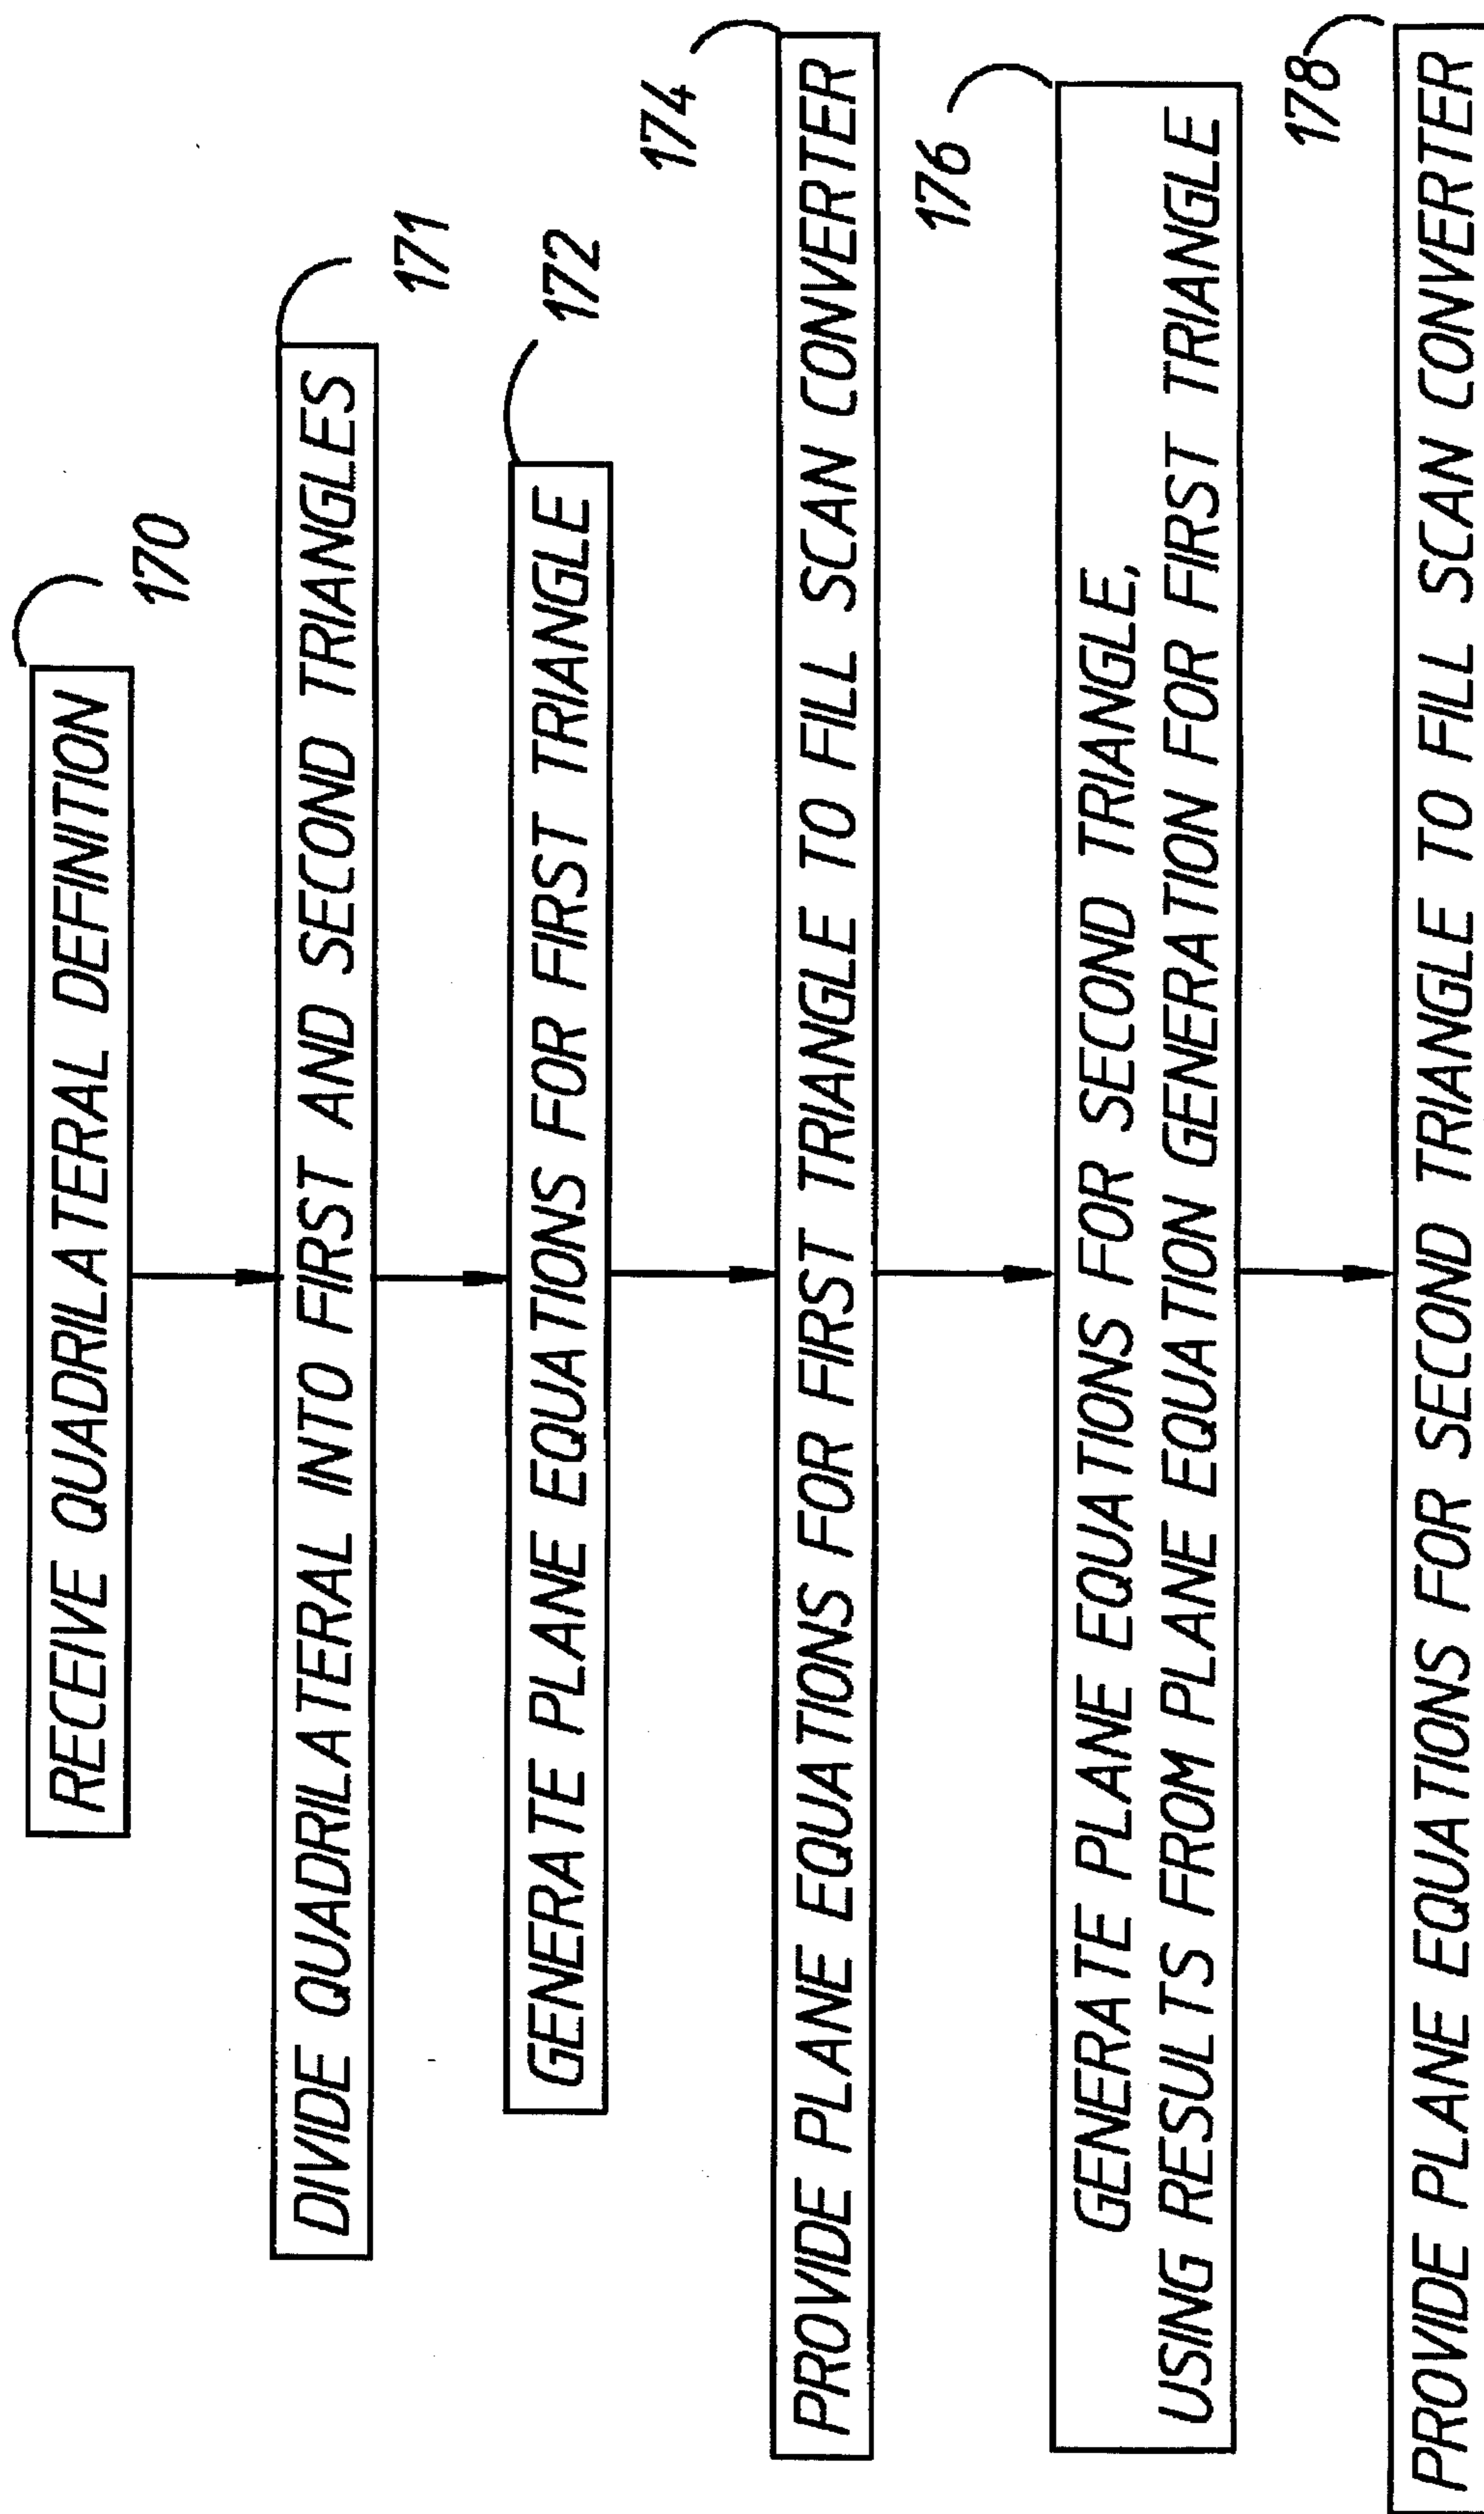 RECEIVE QUADRILATERAL DEFINITION
170
DIVIDE QUADRILATERAL INTO FIRST AND SECOND TRIANGLES
171
GENERATE PLANE EQUATIONS FOR FIRST TRIANGLE
172
PROVIDE PLANE EQUATIONS FOR FIRST TRIANGLE TO FILL SCAN CONVERTER
174
GENERATE PLANE EQUATIONS FOR SECOND TRIANGLE,
USING RESULTS FROM PLANE EQUATION GENERATION FOR FIRST TRIANGLE
176
PROVIDE PLANE EQUATIONS FOR SECOND TRIANGLE TO FILL SCAN CONVERTER
178